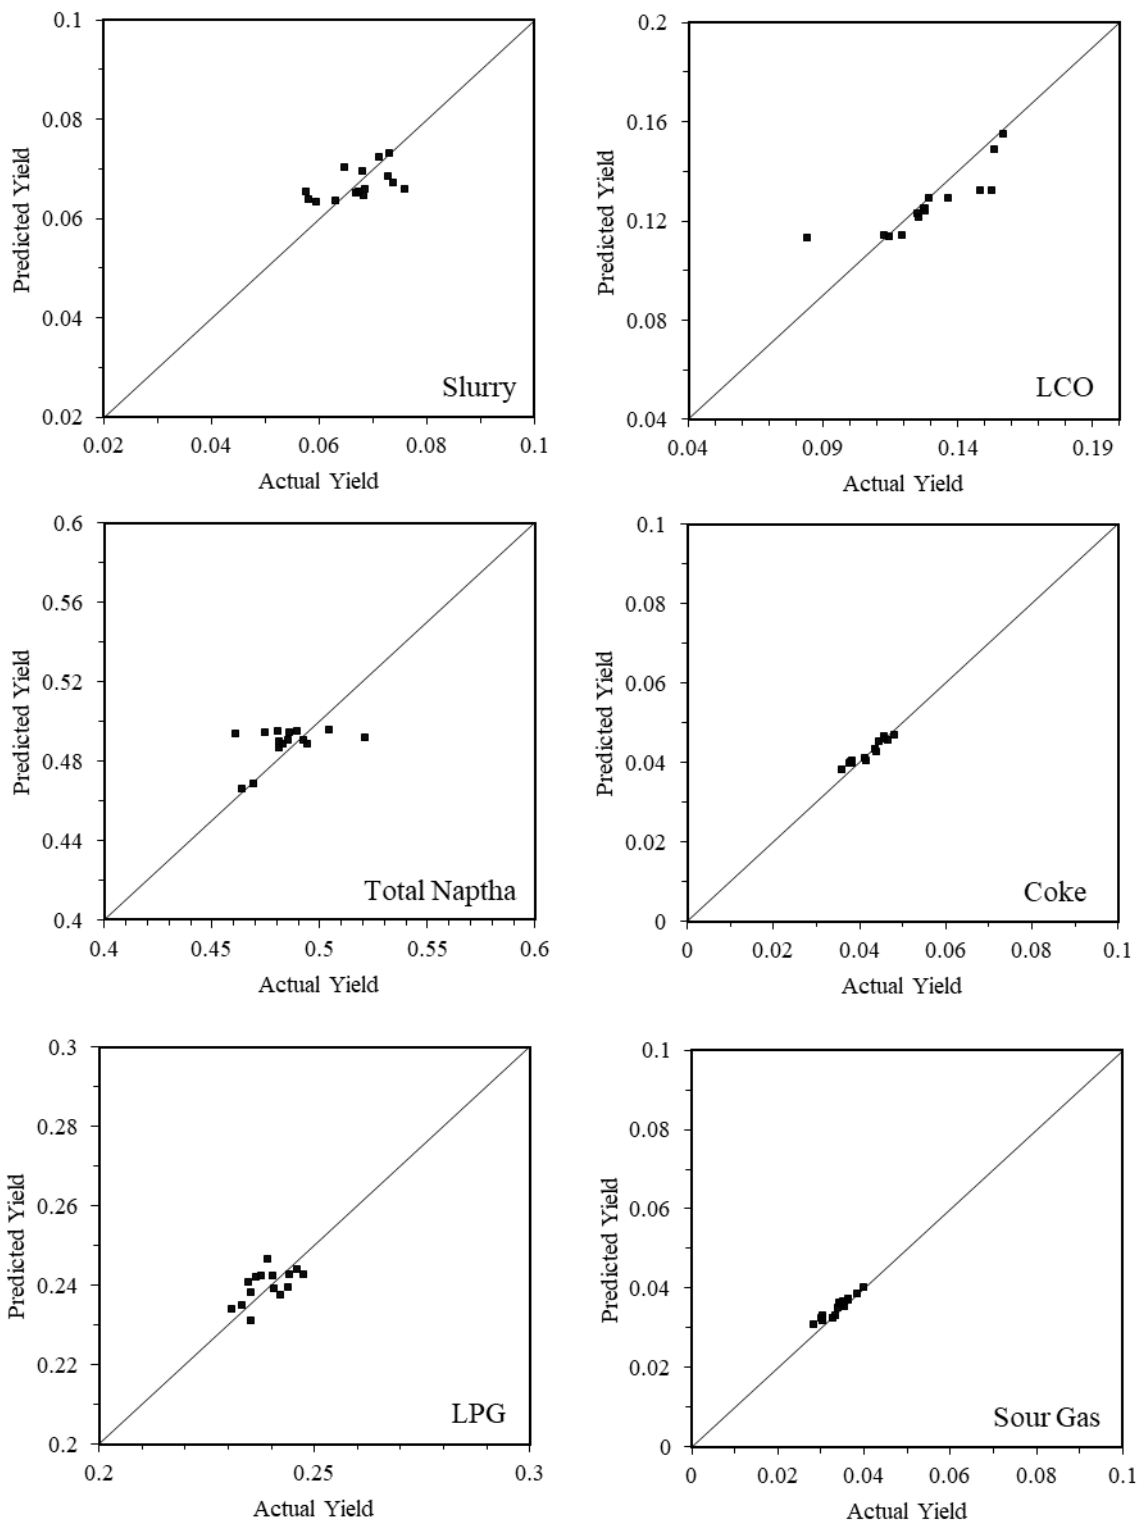 0.1
0.08
0.06
0.04
0.02
Predicted Yield
Slurry
0.02 0.04 0.06 0.08 0.1
Actual Yield
0.2
0.16
0.12
0.08
0.04
Predicted Yield
LCO
0.04 0.09 0.14 0.19
Actual Yield
0.6
0.56
0.52
0.48
0.44
0.4
Predicted Yield
Total Naptha
0.4 0.45 0.5 0.55 0.6
Actual Yield
0.1
0.08
0.06
0.04
0.02
0
Predicted Yield
Coke
0 0.02 0.04 0.06 0.08 0.1
Actual Yield
0.3
0.28
0.26
0.24
0.22
0.2
Predicted Yield
LPG
0.2 0.25 0.3
Actual Yield
0.1
0.08
0.06
0.04
0.02
0
Predicted Yield
Sour Gas
0 0.02 0.04 0.06 0.08 0.1
Actual Yield